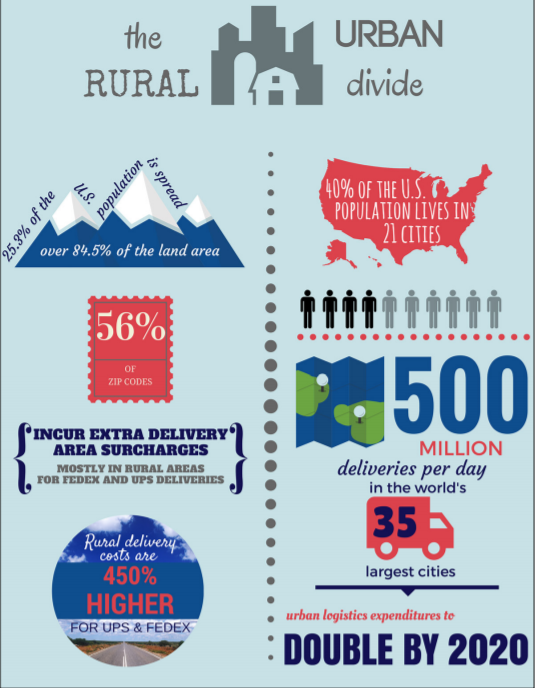 the
RURAL
URBAN
divide
25.3% of the U.S. population is spread
over 84.5% of the land area
56%
OF
ZIP CODES
INCUR EXTRA DELIVERY
AREA SURCHARGES
MOSTLY IN RURAL AREAS
FOR FEDEX AND UPS DELIVERIES
Rural delivery
costs are
450%
HIGHER
FOR UPS & FEDEX
40% OF THE U.S.
POPULATION LIVES IN
21 CITIES
500
MILLION
deliveries per day
in the world's
35
largest cities
urban logistics expenditures to
DOUBLE BY 2020